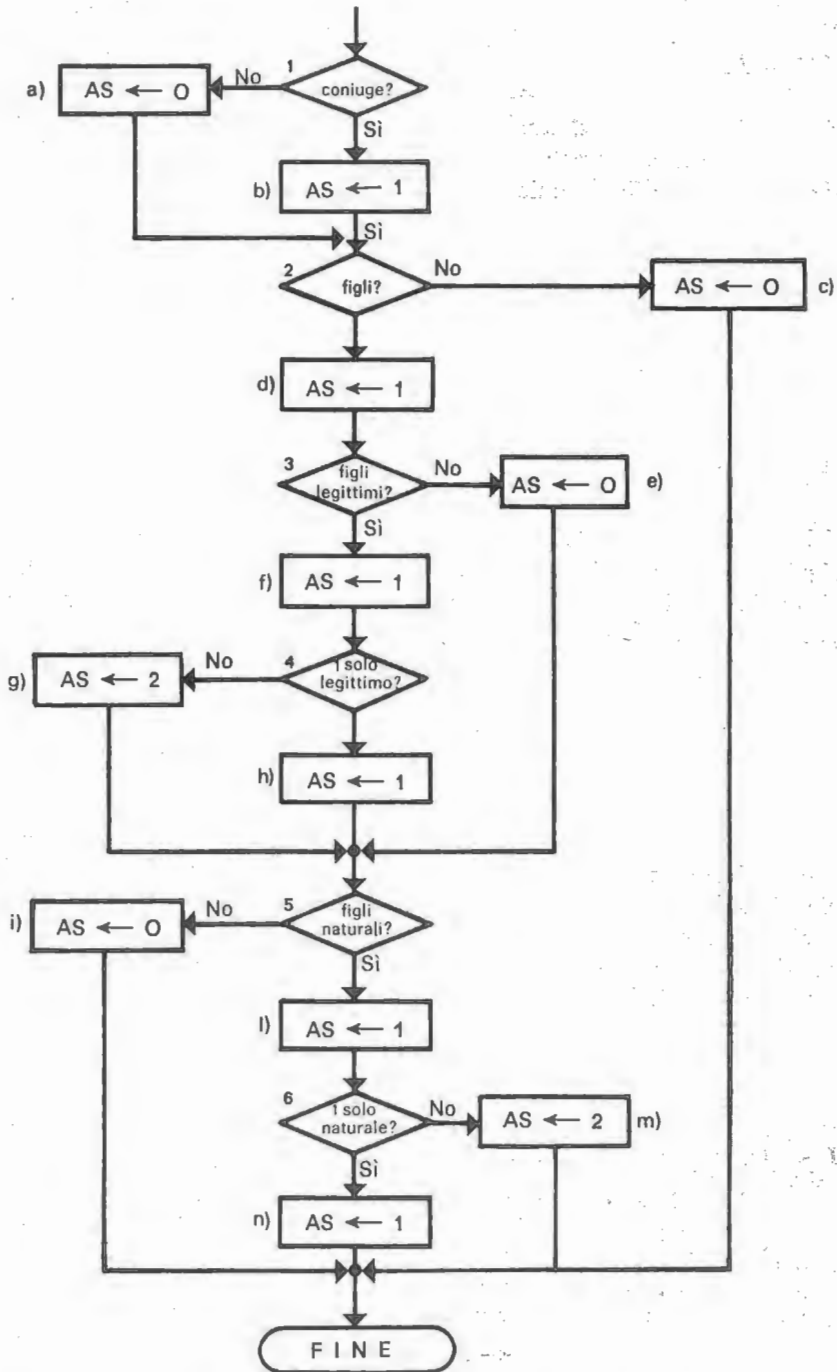 1
coniuge?
No
a) AS ← O
Sì
b) AS ← 1
Sì
2
figli?
No
AS ← O c)
d) AS ← 1
3
figli
legittimi?
No
AS ← O e)
Sì
f) AS ← 1
4
1 solo
legittimo?
No
g) AS ← 2
h) AS ← 1
5
figli
naturali?
No
i) AS ← O
Sì
l) AS ← 1
6
1 solo
naturale?
No
AS ← 2 m)
Sì
n) AS ← 1
FINE